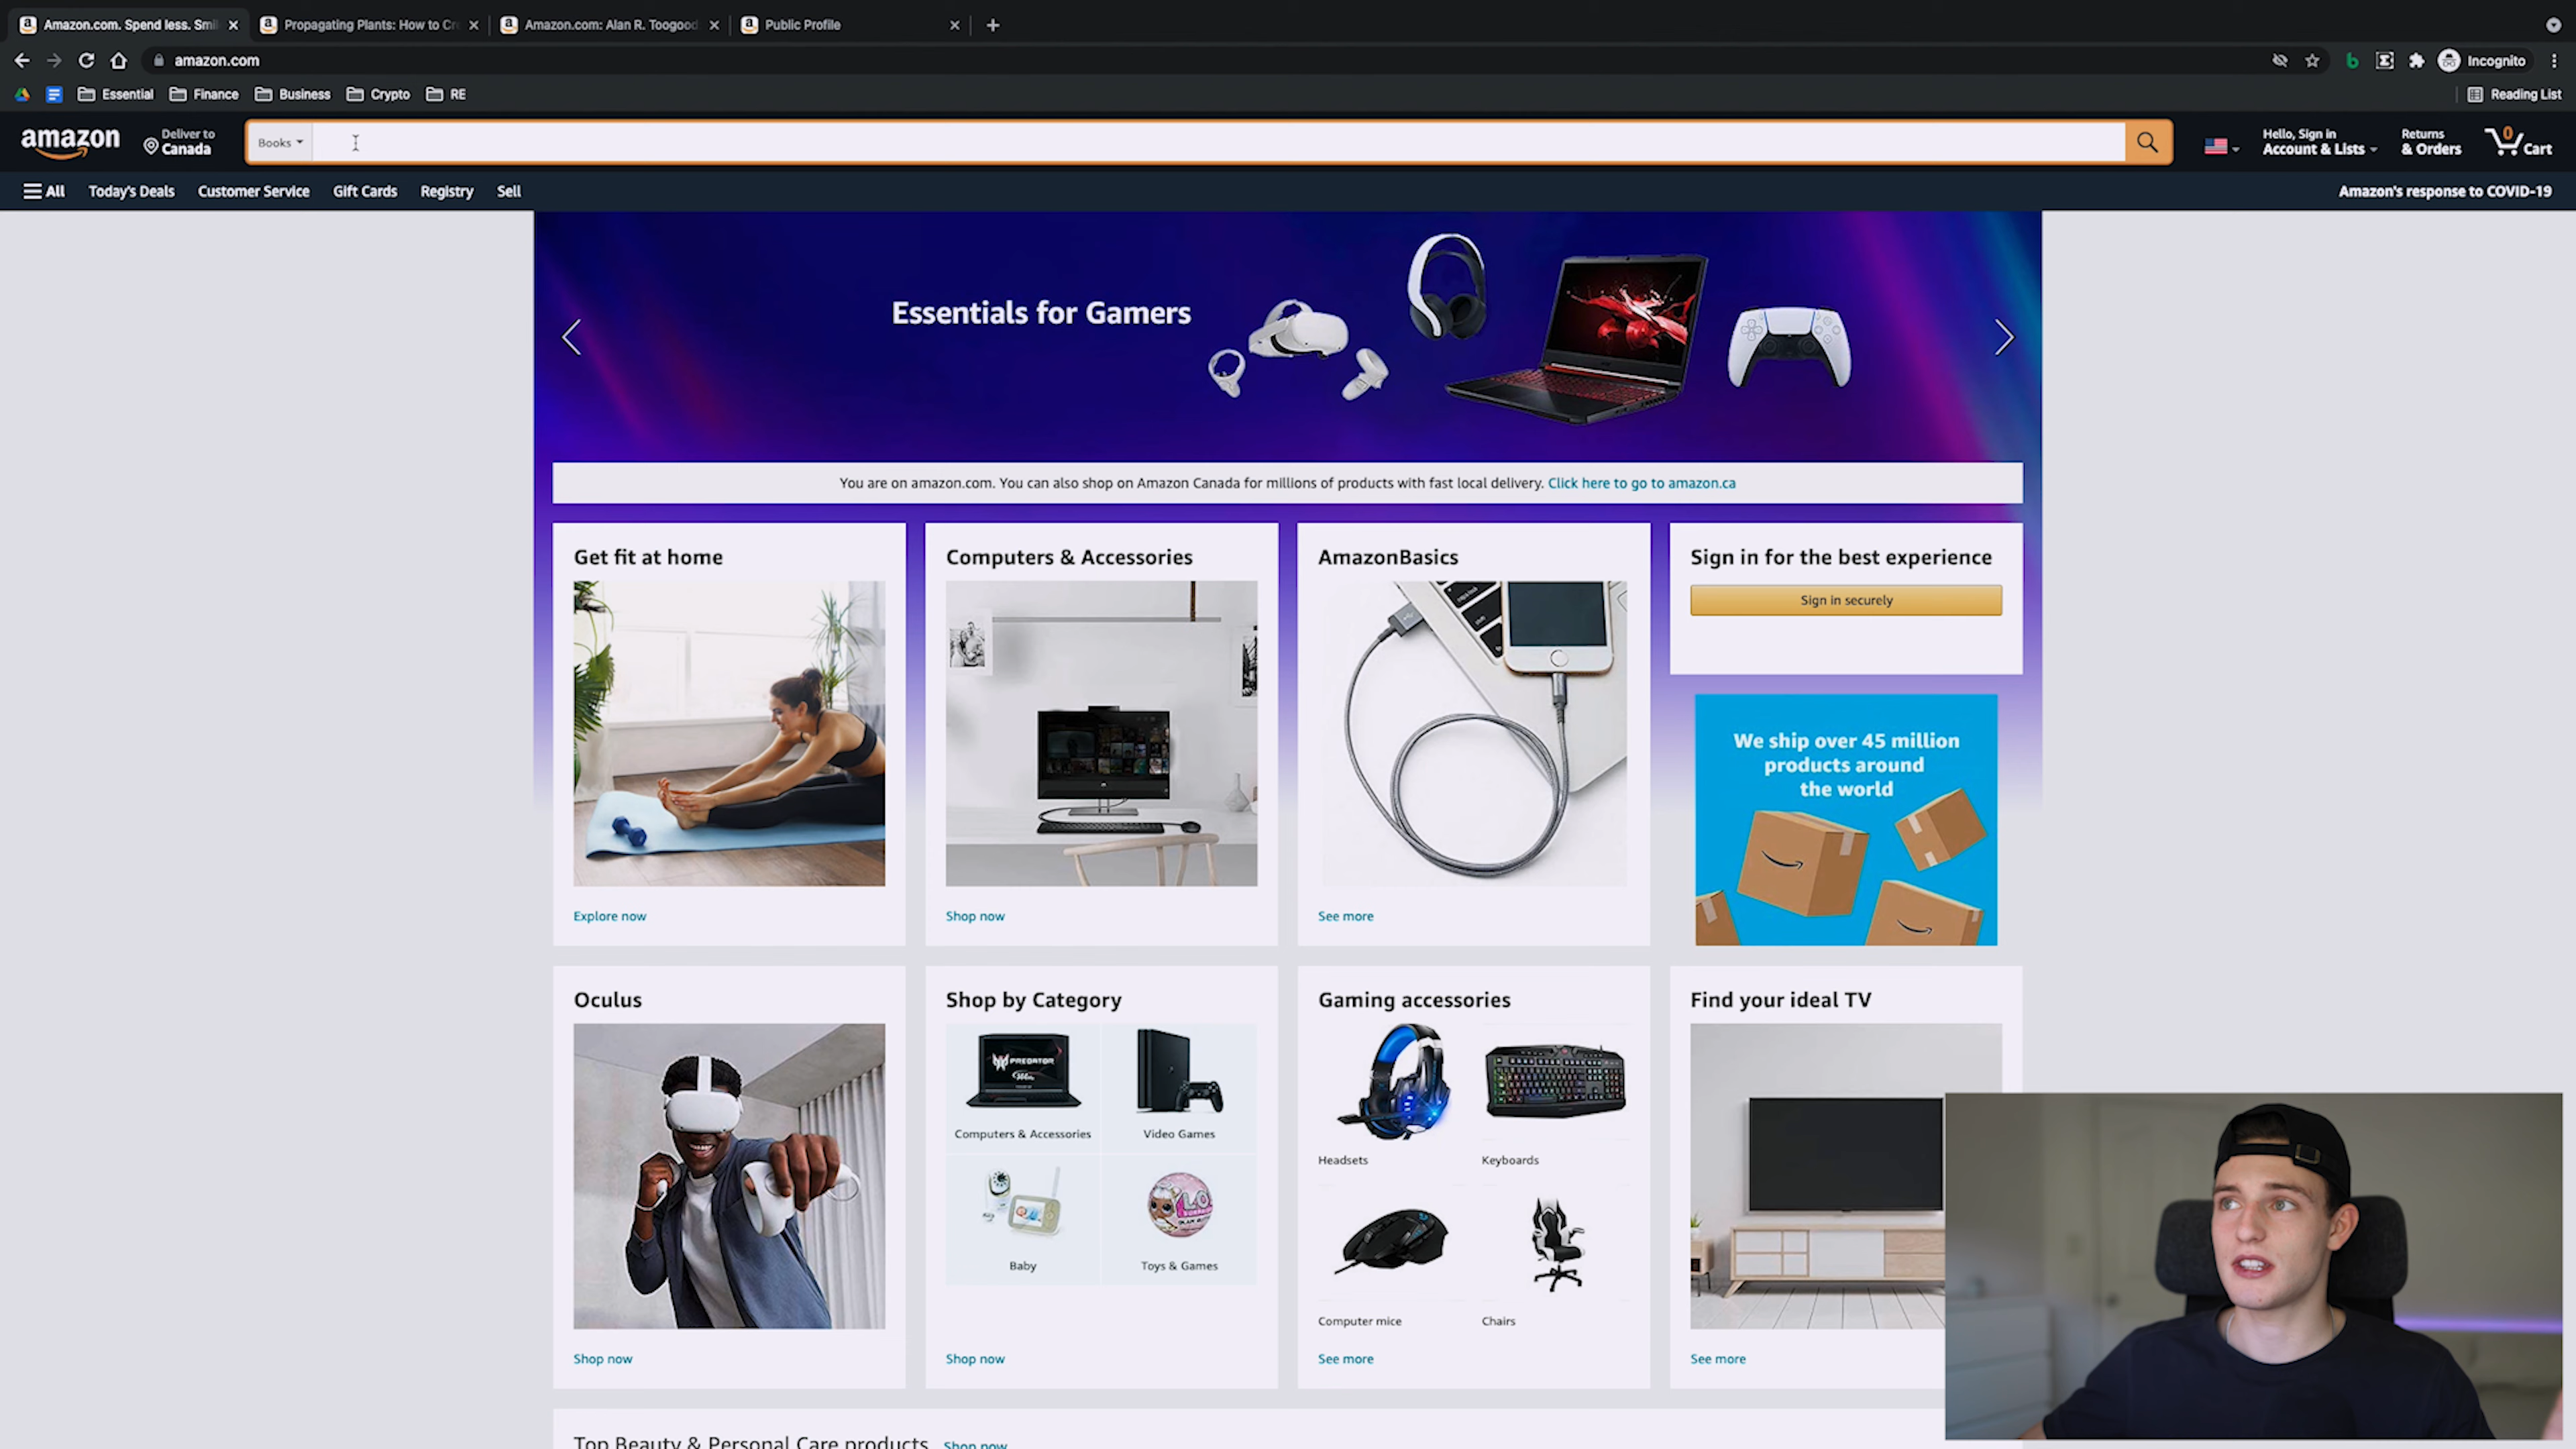 Amazon.com. Spend less. Smil
Propagating Plants: How to Cr
Amazon.com: Alan R. Toogood
Public Profile
amazon.com
Incognito
Essential
Finance
Business
Crypto
RE
Reading List
amazon
Deliver to
Canada
Books
Hello, Sign in
Account & Lists
Returns
& Orders
0
Cart
All
Today's Deals
Customer Service
Gift Cards
Registry
Sell
Amazon's response to COVID-19
Essentials for Gamers
You are on amazon.com. You can also shop on Amazon Canada for millions of products with fast local delivery. Click here to go to amazon.ca
Get fit at home
Explore now
Computers & Accessories
Shop now
AmazonBasics
See more
Sign in for the best experience
Sign in securely
We ship over 45 million
products around
the world
Oculus
Shop now
Shop by Category
PREDATOR
Computers & Accessories
Video Games
Baby
Toys & Games
Shop now
Gaming accessories
Headsets
Keyboards
Computer mice
Chairs
See more
Find your ideal TV
See more
Top Beauty & Personal Care products
Shop now